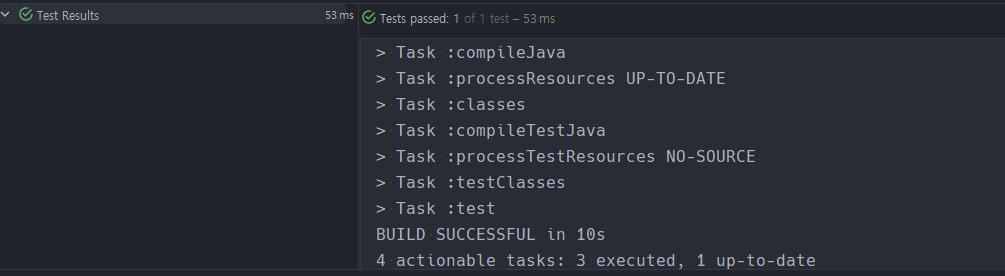 Test Results 53 ms
Tests passed: 1 of 1 test – 53 ms
> Task :compileJava
> Task :processResources UP-TO-DATE
> Task :classes
> Task :compileTestJava
> Task :processTestResources NO-SOURCE
> Task :testClasses
> Task :test
BUILD SUCCESSFUL in 10s
4 actionable tasks: 3 executed, 1 up-to-date